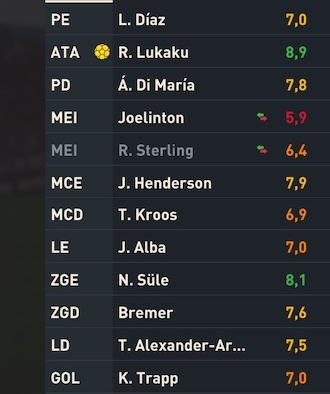 PE L. Díaz 7,0
ATA R. Lukaku 8,9
PD Á. Di María 7,8
MEI Joelinton 5,9
MEI R. Sterling 6,4
MCE J. Henderson 7,9
MCD T. Kroos 6,9
LE J. Alba 7,0
ZGE N. Süle 8,1
ZGD Bremer 7,6
LD T. Alexander-Ar... 7,5
GOL K. Trapp 7,0